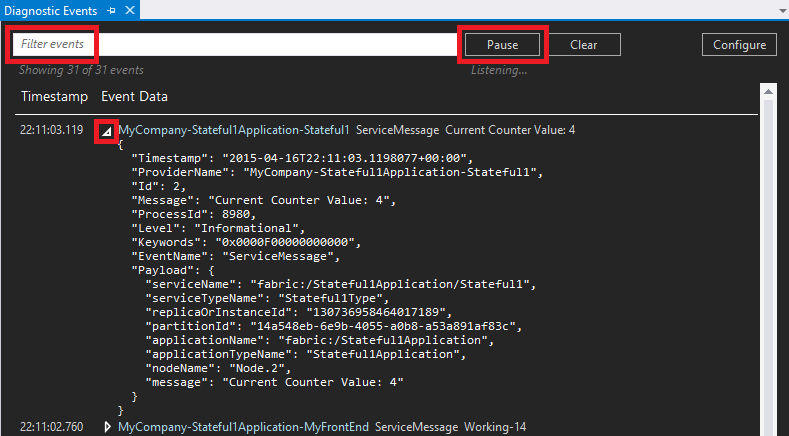 Diagnostic Events
Filter events Pause Clear Configure
Showing 31 of 31 events Listening...
Timestamp Event Data
22:11:03.119 MyCompany-Stateful1Application-Stateful1 ServiceMessage Current Counter Value: 4
{
"Timestamp": "2015-04-16T22:11:03.1198077+00:00",
"ProviderName": "MyCompany-Stateful1Application-Stateful1",
"Id": 2,
"Message": "Current Counter Value: 4",
"ProcessId": 8980,
"Level": "Informational",
"Keywords": "0x0000F00000000000",
"EventName": "ServiceMessage",
"Payload": {
"serviceName": "fabric:/Stateful1Application/Stateful1",
"serviceTypeName": "Stateful1Type",
"replicaOrInstanceId": "130736958464017189",
"partitionId": "14a548eb-6e9b-4055-a0b8-a53a891af83c",
"applicationName": "fabric:/Stateful1Application",
"applicationTypeName": "Stateful1Application",
"nodeName": "Node.2",
"message": "Current Counter Value: 4"
}
}
22:11:02.760 MyCompany-Stateful1Application-MyFrontEnd ServiceMessage Working-14